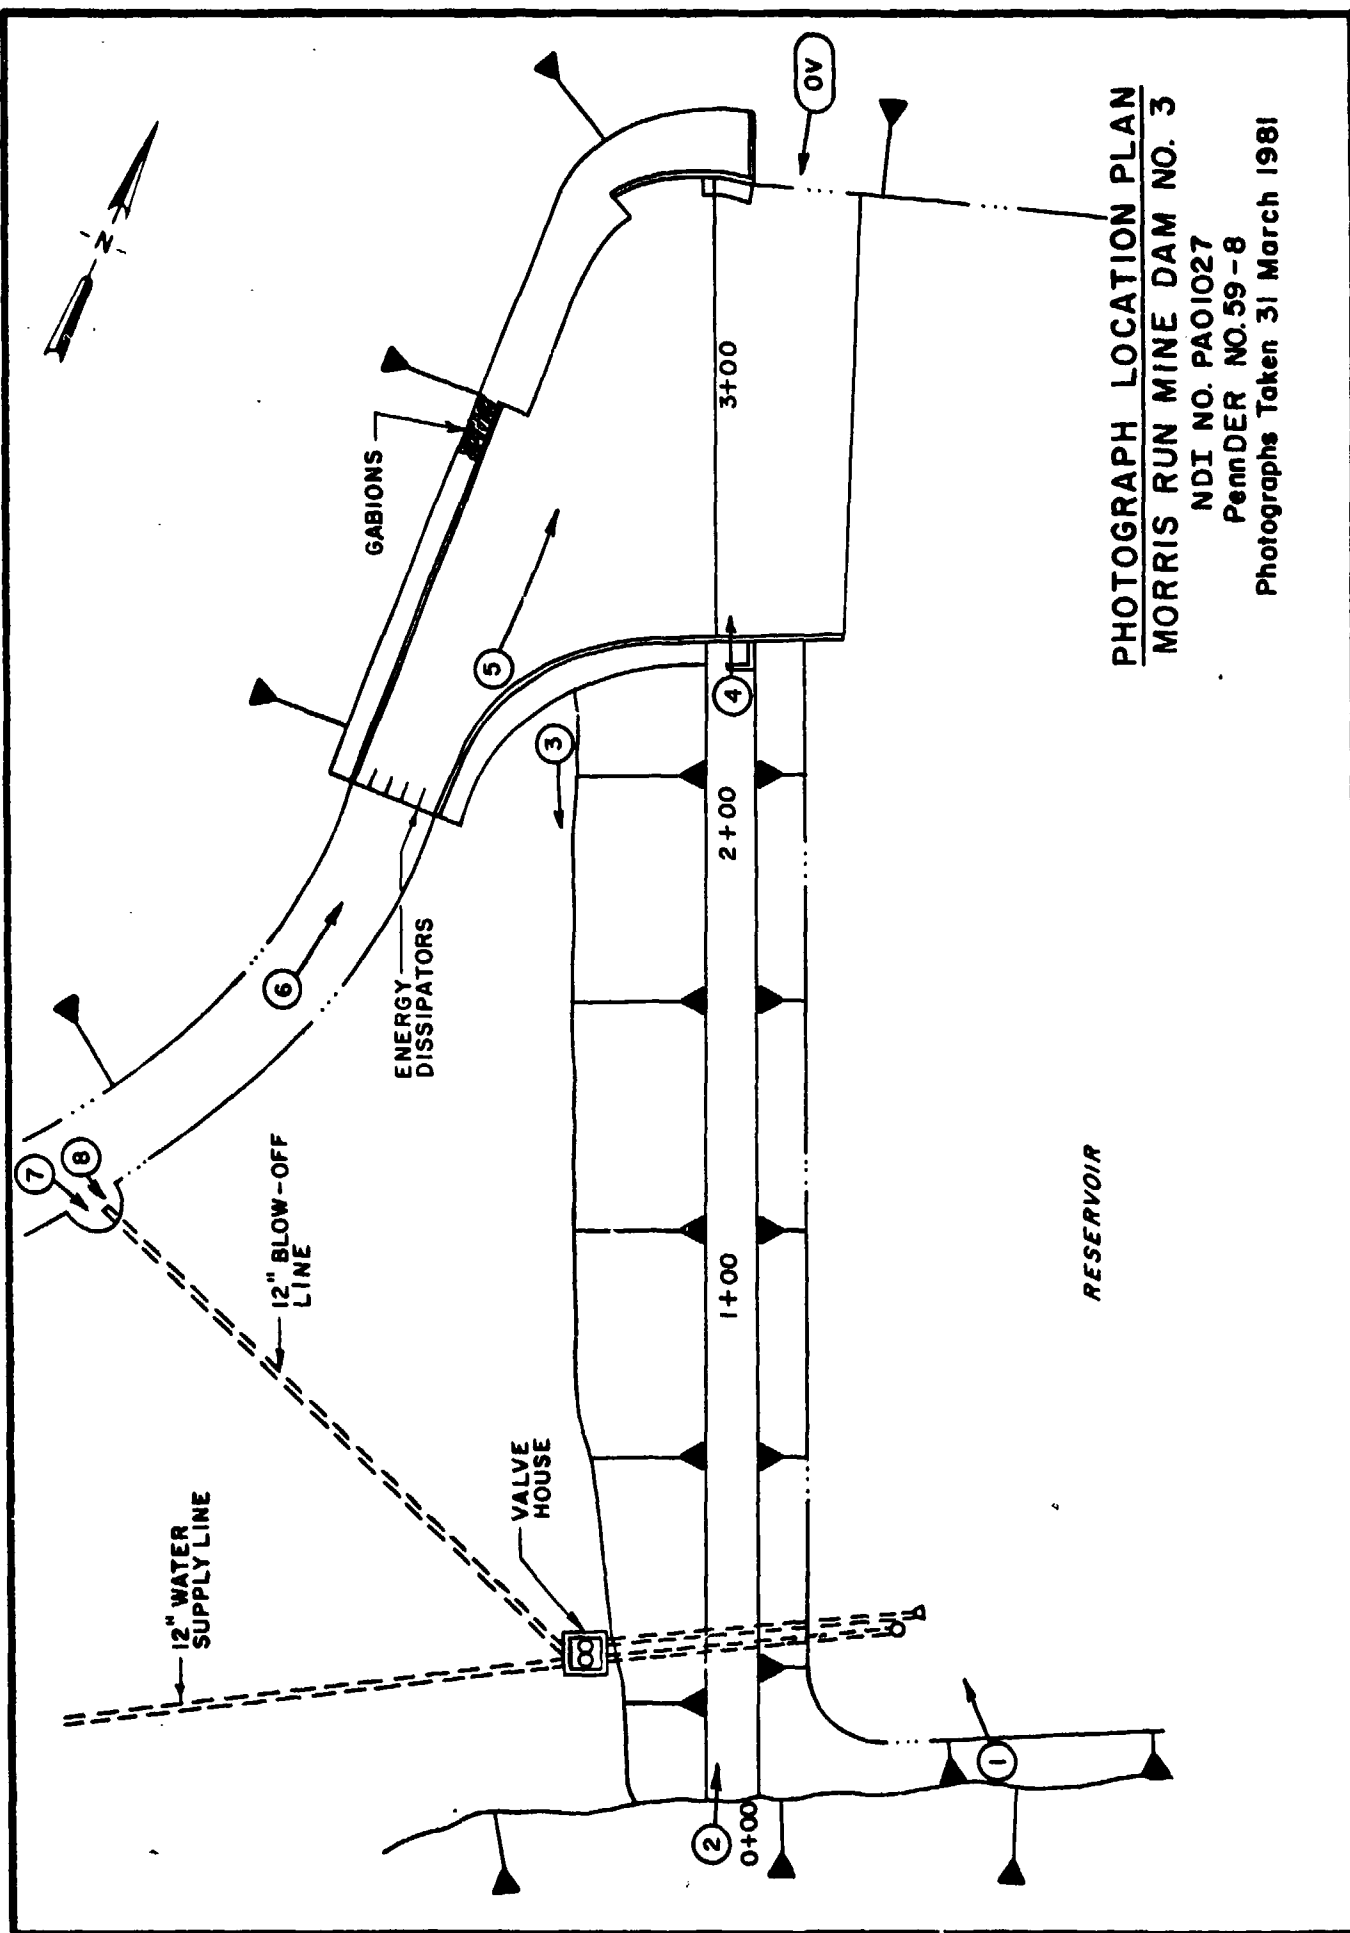 PHOTOGRAPH LOCATION PLAN
MORRIS RUN MINE DAM NO. 3
NDI NO. PA01027
PennDER NO. 59-8
Photographs Taken 31 March 1981
12" WATER
SUPPLY LINE
12" BLOW-OFF
LINE
VALVE
HOUSE
ENERGY
DISSIPATORS
GABIONS
N
RESERVOIR
0+00
1+00
2+00
3+00
1
2
3
4
5
6
7
8
OV